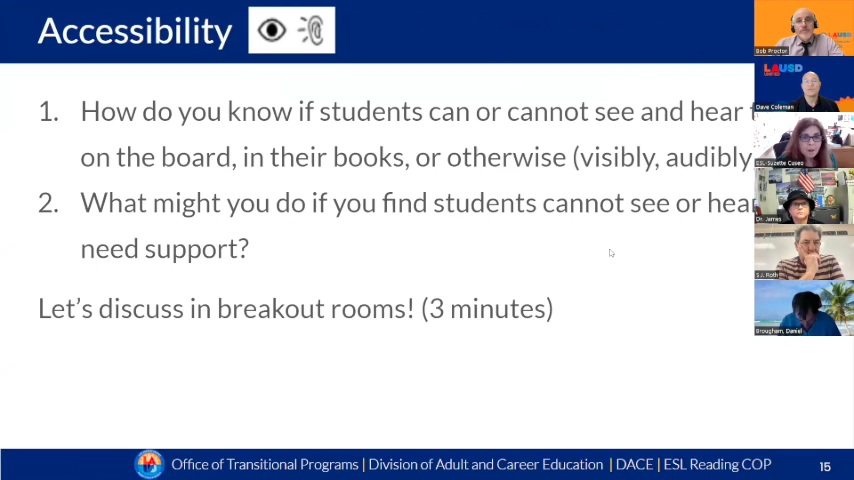 Accessibility
1. How do you know if students can or cannot see and hear
on the board, in their books, or otherwise (visibly, audibly
2. What might you do if you find students cannot see or hear
need support?
Let's discuss in breakout rooms! (3 minutes)
Office of Transitional Programs | Division of Adult and Career Education | DACE | ESL Reading COP
15
Bob Proctor
LAUSD
UNIFIED
Dave Coleman
ESL-Suzette Cuevo
Dr. James
S.J. Roth
Brougham, Daniel